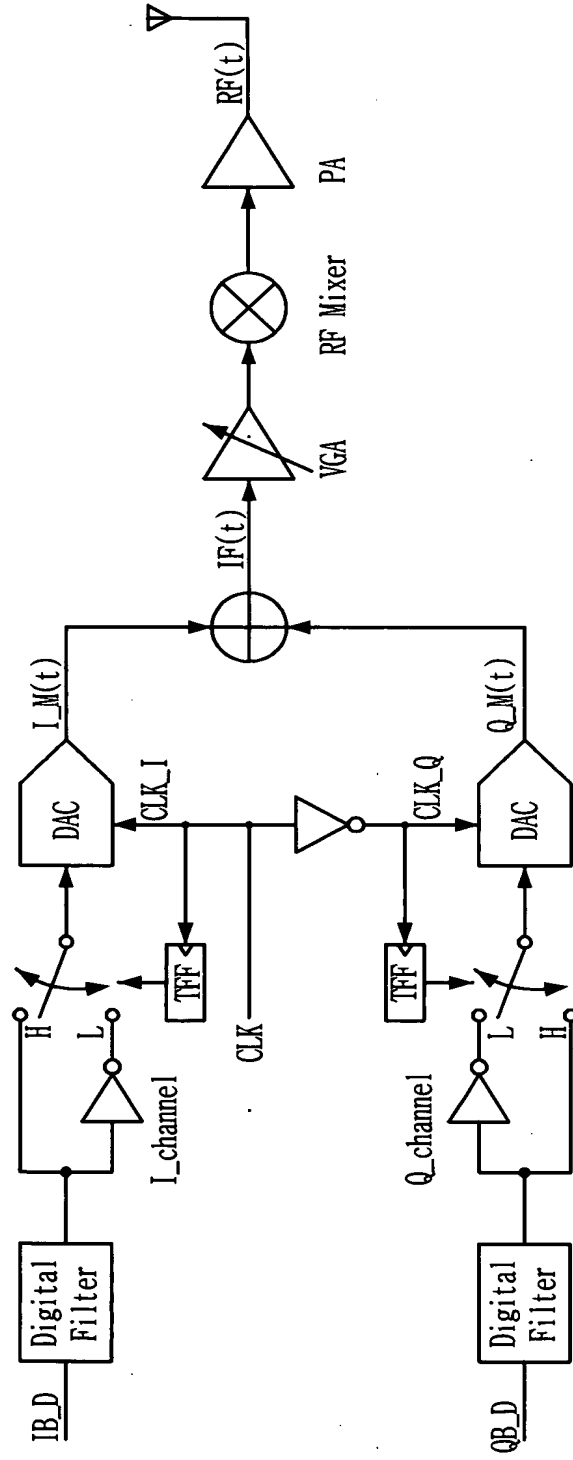 IB_D
Digital
Filter
I_channel
H
L
TFF
DAC
CLK_I
I_M(t)
CLK
IF(t)
VGA
RF Mixer
PA
RF(t)
QB_D
Digital
Filter
Q_channel
L
H
TFF
DAC
CLK_Q
Q_M(t)